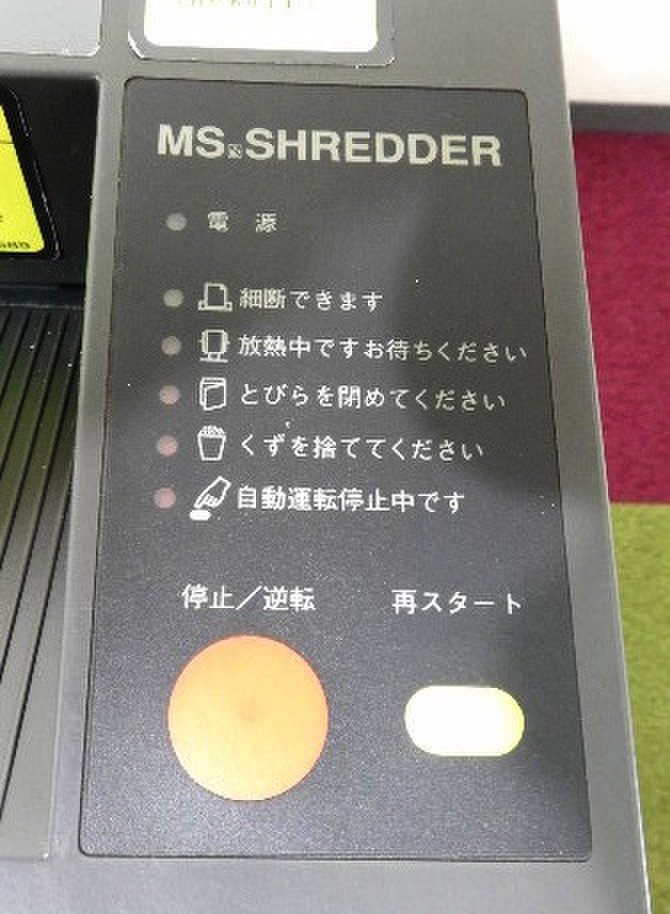 MS SHREDDER
電源
細断できます
放熱中ですお待ちください
とびらを閉めてください
くずを捨ててください
自動運転停止中です
停止／逆転
再スタート